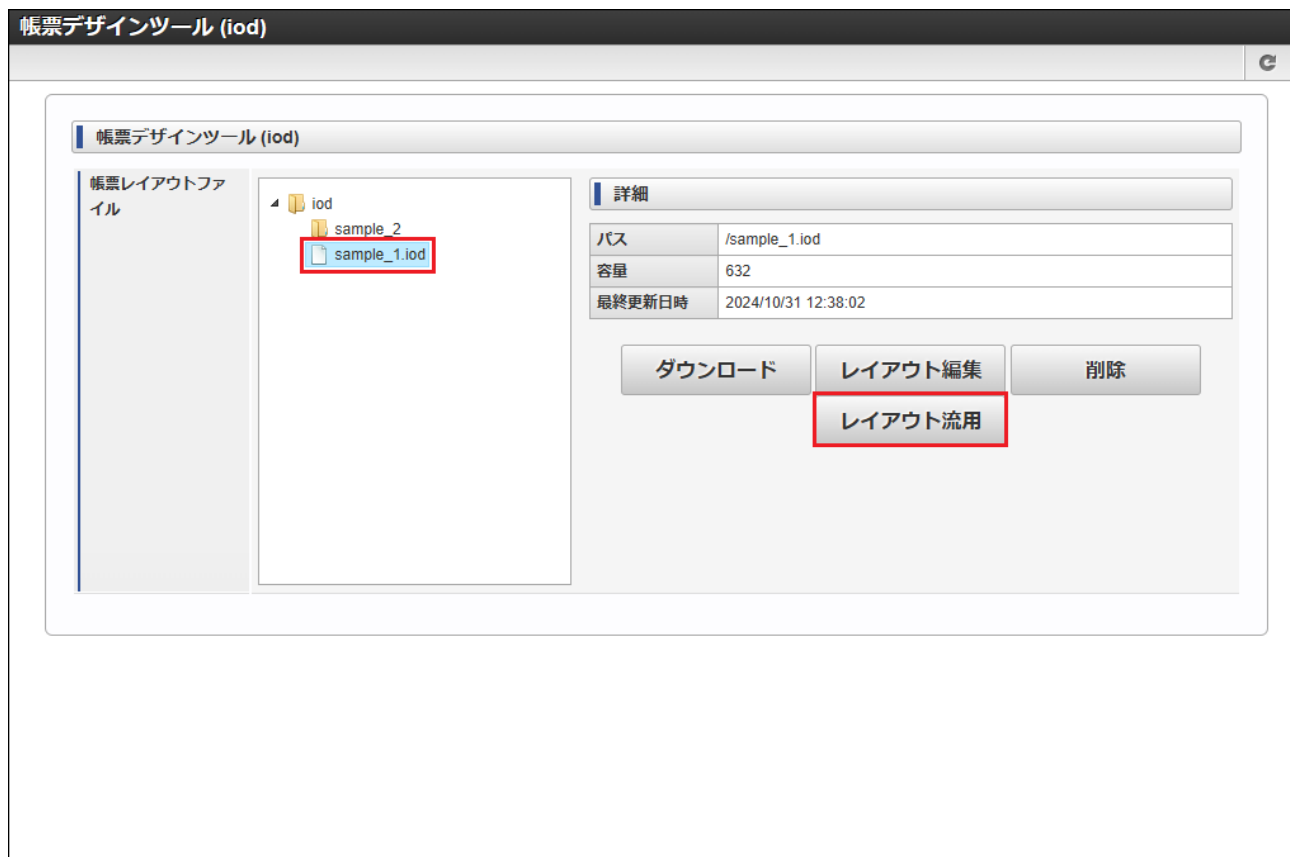 帳票デザインツール (iod)
帳票デザインツール (iod)
帳票レイアウトファ
イル
iod
sample_2
sample_1.iod
詳細
パス /sample_1.iod
容量 632
最終更新日時 2024/10/31 12:38:02
ダウンロード レイアウト編集 削除
レイアウト流用